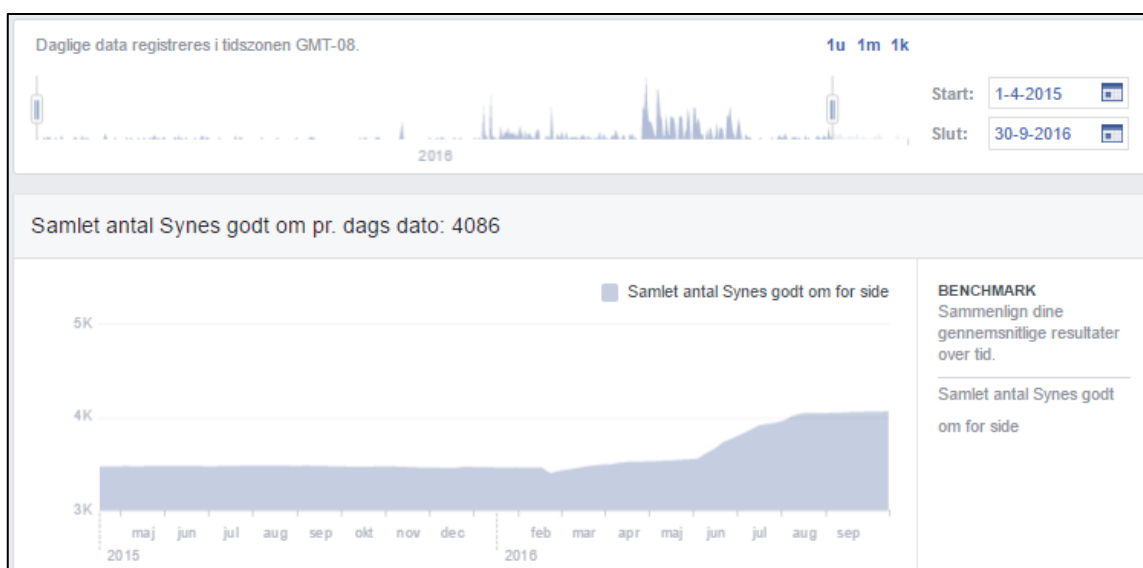 Daglige data registreres i tidszonen GMT-08.
1u 1m 1k
Start: 1-4-2015
Slut: 30-9-2016
2016
Samlet antal Synes godt om pr. dags dato: 4086
Samlet antal Synes godt om for side
5K
4K
3K
maj jun jul aug sep okt nov dec feb mar apr maj jun jul aug sep
2015 2016
BENCHMARK
Sammenlign dine
gennemsnitlige resultater
over tid.
Samlet antal Synes godt
om for side